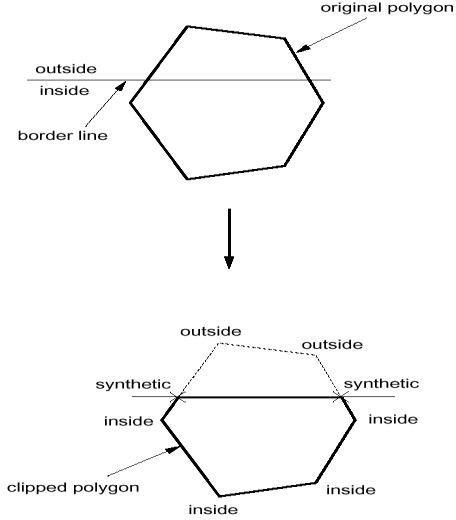 original polygon
outside
inside
border line
outside
outside
synthetic
synthetic
inside
inside
clipped polygon
inside
inside